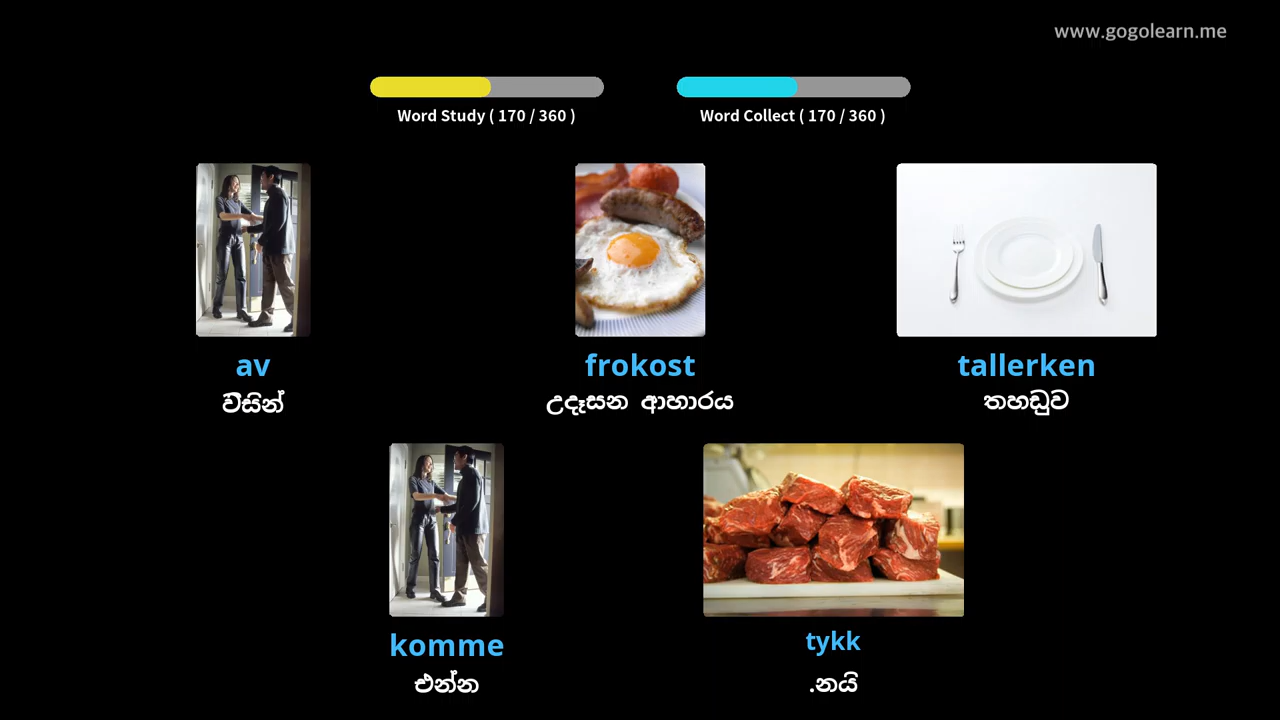 www.gogolearn.me
Word Study ( 170 / 360 )
Word Collect ( 170 / 360 )
av
විසින්
frokost
උදෑසන ආහාරය
tallerken
තහඩුව
komme
එන්න
tykk
.නයි